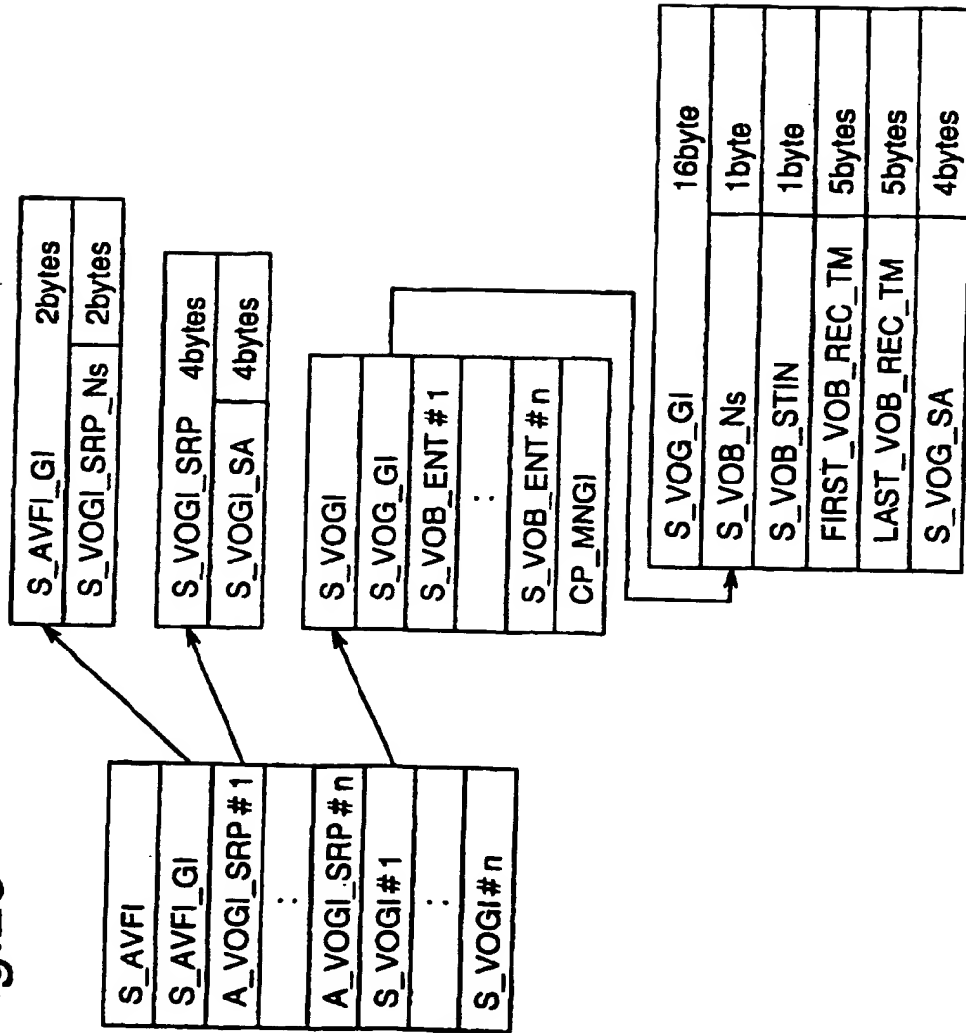 S_AVFI
S_AVFI_GI
A_VOGI_SRP#1
:
A_VOGI_SRP#n
S_VOGI#1
:
S_VOGI#n
S_AVFI_GI 2bytes
S_VOGI_SRP_Ns 2bytes
S_VOGI_SRP 4bytes
S_VOGI_SA 4bytes
S_VOGI
S_VOG_GI
S_VOB_ENT#1
:
S_VOB_ENT#n
CP_MNGI
S_VOG_GI 16byte
S_VOB_Ns 1byte
S_VOB_STIN 1byte
FIRST_VOB_REC_TM 5bytes
LAST_VOB_REC_TM 5bytes
S_VOG_SA 4bytes